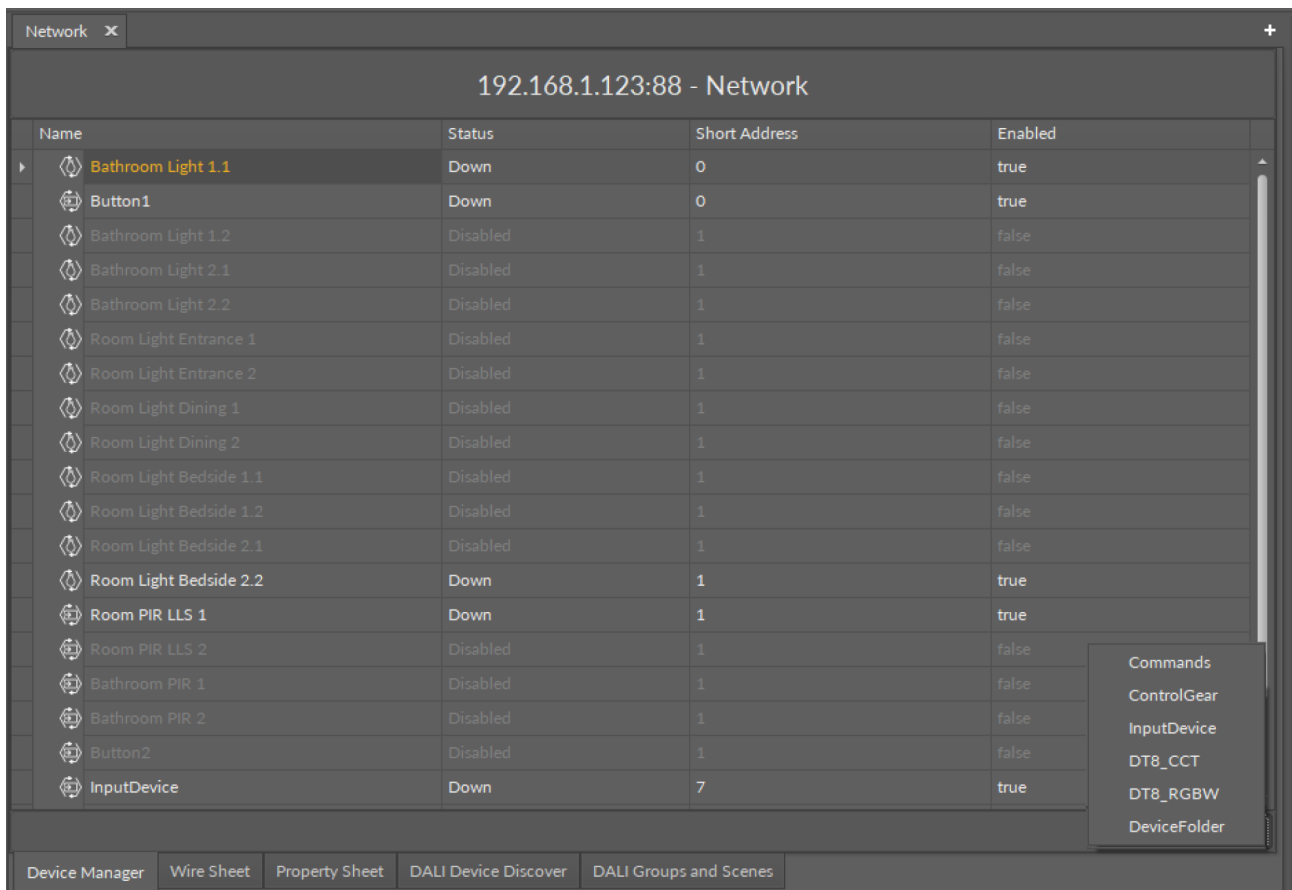 Network
192.168.1.123:88 - Network
Name Status Short Address Enabled
Bathroom Light 1.1 Down 0 true
Button1 Down 0 true
Bathroom Light 1.2 Disabled 1 false
Bathroom Light 2.1 Disabled 1 false
Bathroom Light 2.2 Disabled 1 false
Room Light Entrance 1 Disabled 1 false
Room Light Entrance 2 Disabled 1 false
Room Light Dining 1 Disabled 1 false
Room Light Dining 2 Disabled 1 false
Room Light Bedside 1.1 Disabled 1 false
Room Light Bedside 1.2 Disabled 1 false
Room Light Bedside 2.1 Disabled 1 false
Room Light Bedside 2.2 Down 1 true
Room PIR LLS 1 Down 1 true
Room PIR LLS 2 Disabled 1 false
Bathroom PIR 1 Disabled 1 false
Bathroom PIR 2 Disabled 1 false
Button2 Disabled 1 false
InputDevice Down 7 true
Commands
ControlGear
InputDevice
DT8_CCT
DT8_RGBW
DeviceFolder
Device Manager Wire Sheet Property Sheet DALI Device Discover DALI Groups and Scenes